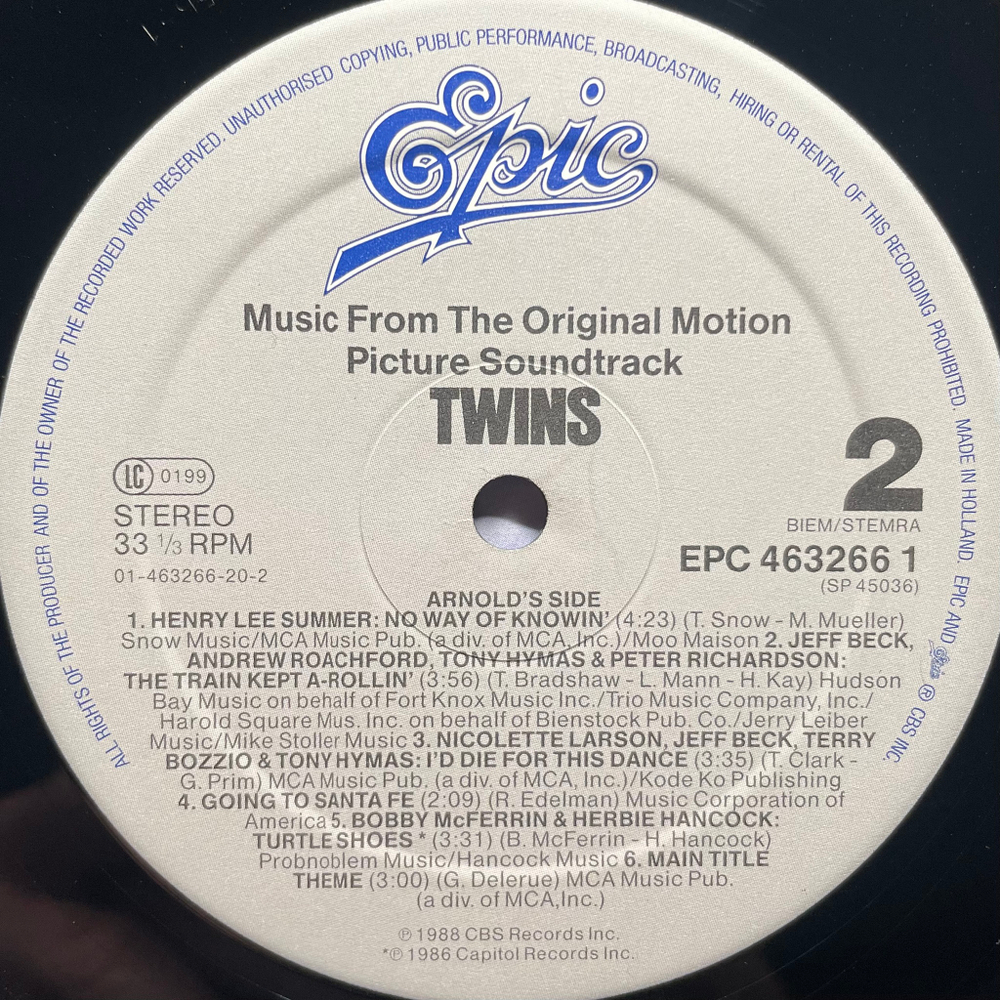 ALL RIGHTS OF THE PRODUCER AND OF THE OWNER OF THE RECORDED WORK RESERVED. UNAUTHORISED COPYING, PUBLIC PERFORMANCE, BROADCASTING, HIRING OR RENTAL OF THIS RECORDING PROHIBITED. MADE IN HOLLAND. EPIC AND Epic ® CBS INC.
Epic
Music From The Original Motion
Picture Soundtrack
TWINS
LC 0199
STEREO
33 1/3 RPM
01-463266-20-2
2
BIEM/STEMRA
EPC 463266 1
(SP 45036)
ARNOLD'S SIDE
1. HENRY LEE SUMMER: NO WAY OF KNOWIN' (4:23) (T. Snow - M. Mueller)
Snow Music/MCA Music Pub. (a div. of MCA, Inc.)/Moo Maison 2. JEFF BECK,
ANDREW ROACHFORD, TONY HYMAS & PETER RICHARDSON:
THE TRAIN KEPT A-ROLLIN' (3:56) (T. Bradshaw - L. Mann - H. Kay) Hudson
Bay Music on behalf of Fort Knox Music Inc./Trio Music Company, Inc./
Harold Square Mus. Inc. on behalf of Bienstock Pub. Co./Jerry Leiber
Music/Mike Stoller Music 3. NICOLETTE LARSON, JEFF BECK, TERRY
BOZZIO & TONY HYMAS: I'D DIE FOR THIS DANCE (3:35) (T. Clark -
G. Prim) MCA Music Pub. (a div. of MCA, Inc.)/Kode Ko Publishing
4. GOING TO SANTA FE (2:09) (R. Edelman) Music Corporation of
America 5. BOBBY McFERRIN & HERBIE HANCOCK:
TURTLE SHOES * (3:31) (B. McFerrin - H. Hancock)
Probnoblem Music/Hancock Music 6. MAIN TITLE
THEME (3:00) (G. Delerue) MCA Music Pub.
(a div. of MCA,Inc.)
℗ 1988 CBS Records Inc.
*℗ 1986 Capitol Records Inc.